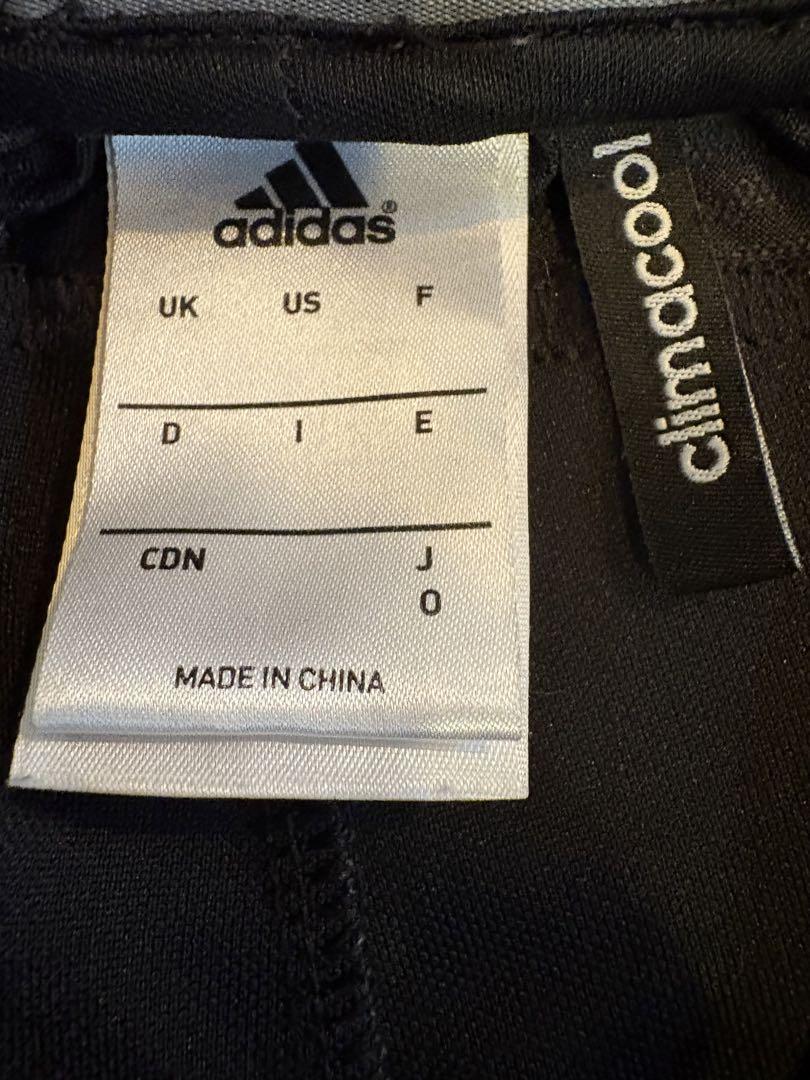 adidas®
UK US F
D I E
CDN J
O
MADE IN CHINA
climacool